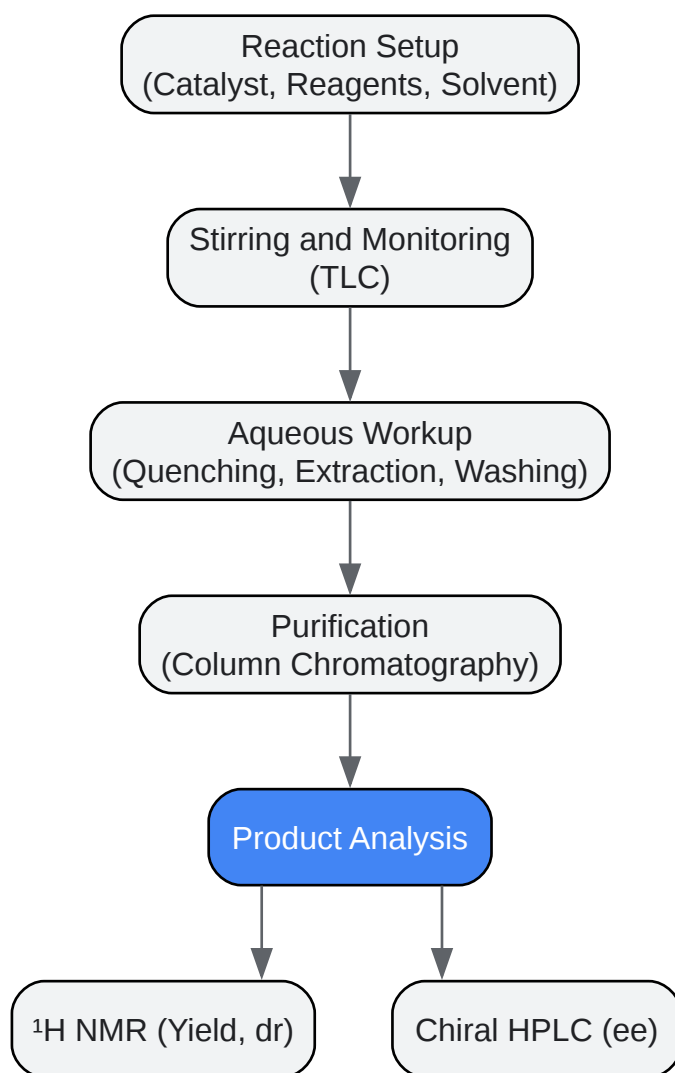 Reaction Setup
(Catalyst, Reagents, Solvent)
Stirring and Monitoring
(TLC)
Aqueous Workup
(Quenching, Extraction, Washing)
Purification
(Column Chromatography)
Product Analysis
¹H NMR (Yield, dr)
Chiral HPLC (ee)